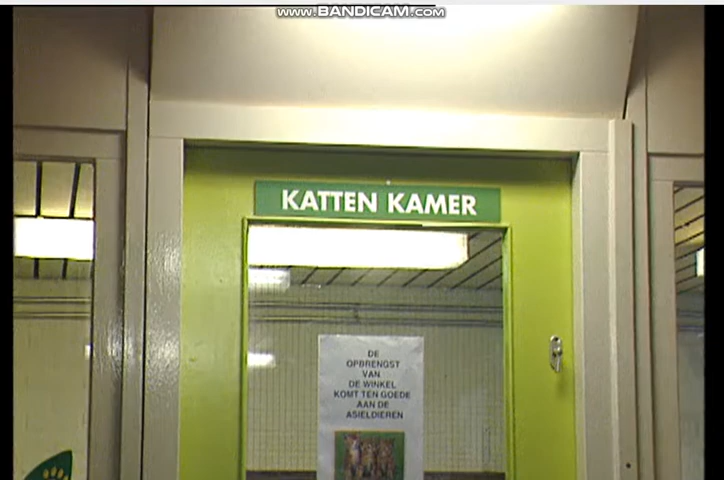 www.BANDICAM.com
KATTEN KAMER
DE
OPBRENGST
VAN
DE WINKEL
KOMT TEN GOEDE
AAN DE
ASIELDIEREN